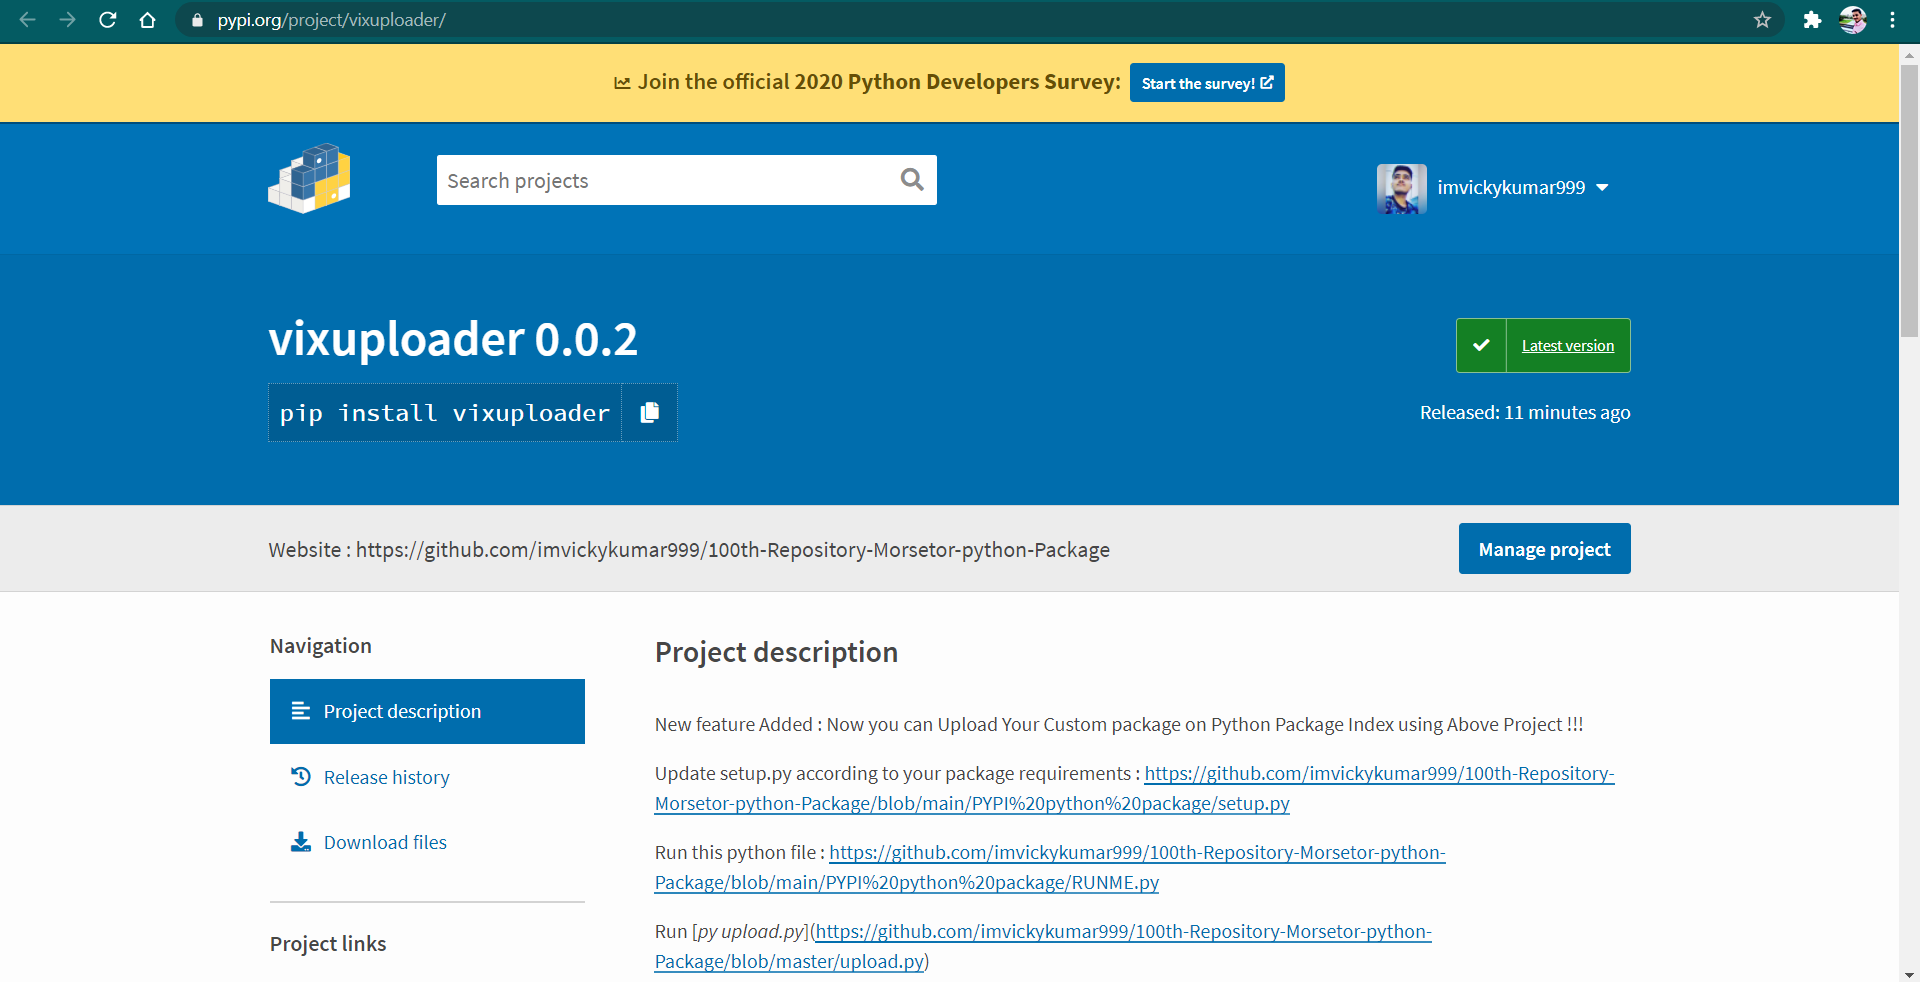 pypi.org/project/vixuploader/
Join the official 2020 Python Developers Survey: Start the survey!
Search projects
imvickykumar999
vixuploader 0.0.2
Latest version
pip install vixuploader
Released: 11 minutes ago
Website : https://github.com/imvickykumar999/100th-Repository-Morsetor-python-Package
Manage project
Navigation
Project description
Release history
Download files
Project links
Project description
New feature Added : Now you can Upload Your Custom package on Python Package Index using Above Project !!!
Update setup.py according to your package requirements : https://github.com/imvickykumar999/100th-Repository-
Morsetor-python-Package/blob/main/PYPI%20python%20package/setup.py
Run this python file : https://github.com/imvickykumar999/100th-Repository-Morsetor-python-
Package/blob/main/PYPI%20python%20package/RUNME.py
Run [py upload.py](https://github.com/imvickykumar999/100th-Repository-Morsetor-python-
Package/blob/master/upload.py)